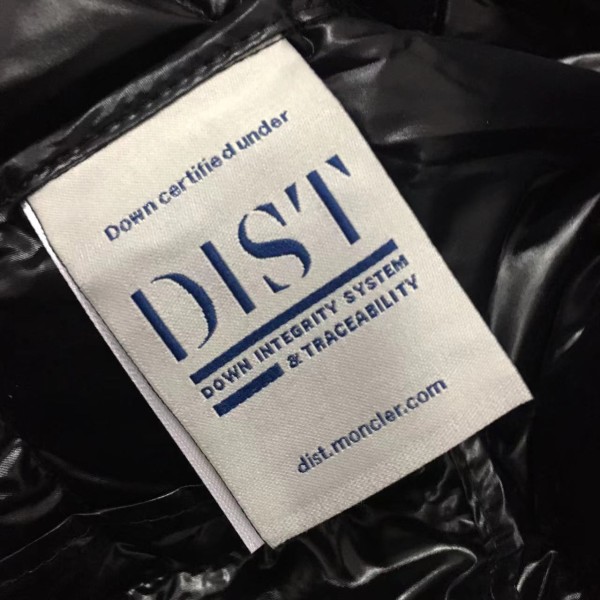 Down certified under
DIST
DOWN INTEGRITY SYSTEM
& TRACEABILITY
dist.moncler.com